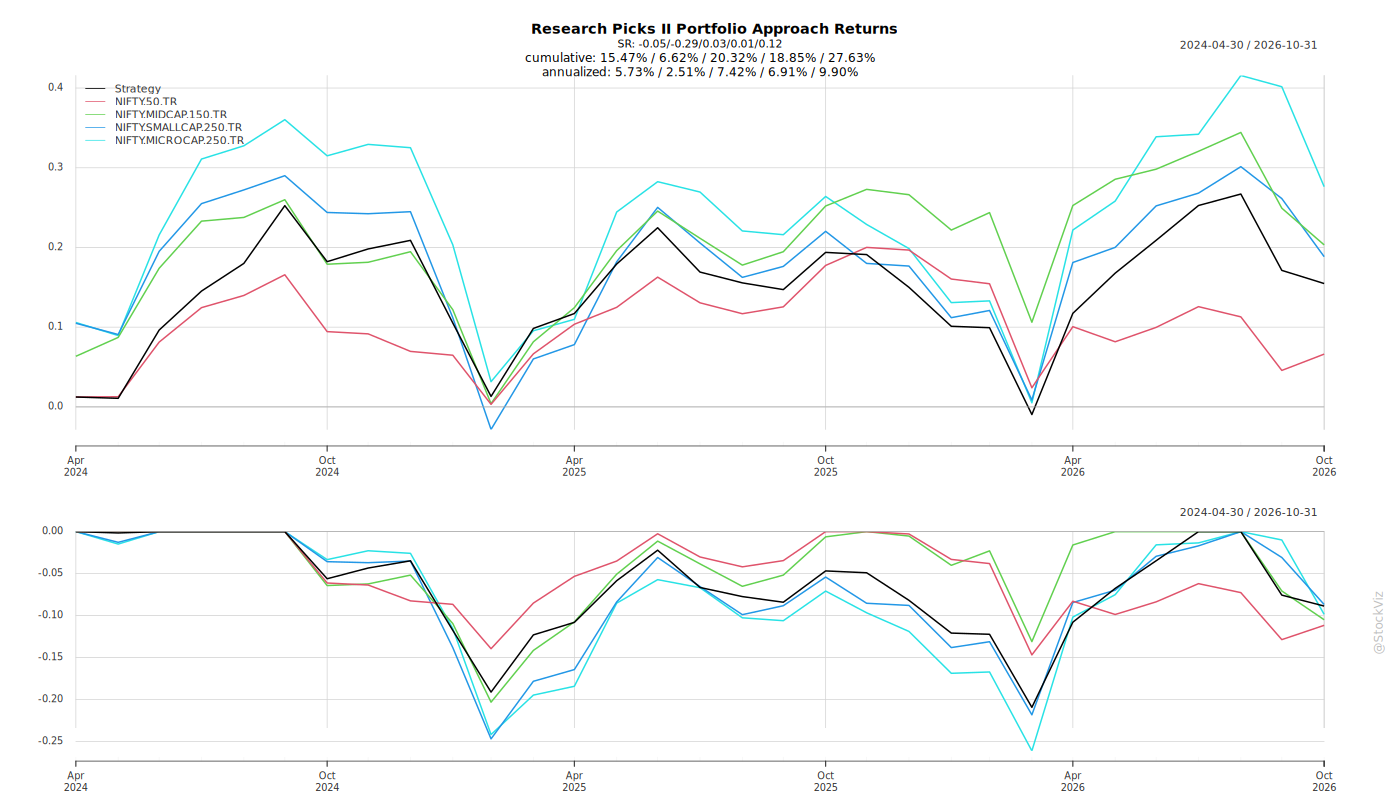 Research Picks II Portfolio Approach Returns
SR: -0.05/-0.29/0.03/0.01/0.12
cumulative: 15.47% / 6.62% / 20.32% / 18.85% / 27.63%
annualized: 5.73% / 2.51% / 7.42% / 6.91% / 9.90%
2024-04-30 / 2026-10-31
Strategy
NIFTY.50.TR
NIFTY.MIDCAP.150.TR
NIFTY.SMALLCAP.250.TR
NIFTY.MICROCAP.250.TR
0.4
0.3
0.2
0.1
0.0
Apr Oct Apr Oct Apr Oct
2024 2024 2025 2025 2026 2026
2024-04-30 / 2026-10-31
0.00
-0.05
-0.10
-0.15
-0.20
-0.25
Apr Oct Apr Oct Apr Oct
2024 2024 2025 2025 2026 2026
@StockViz